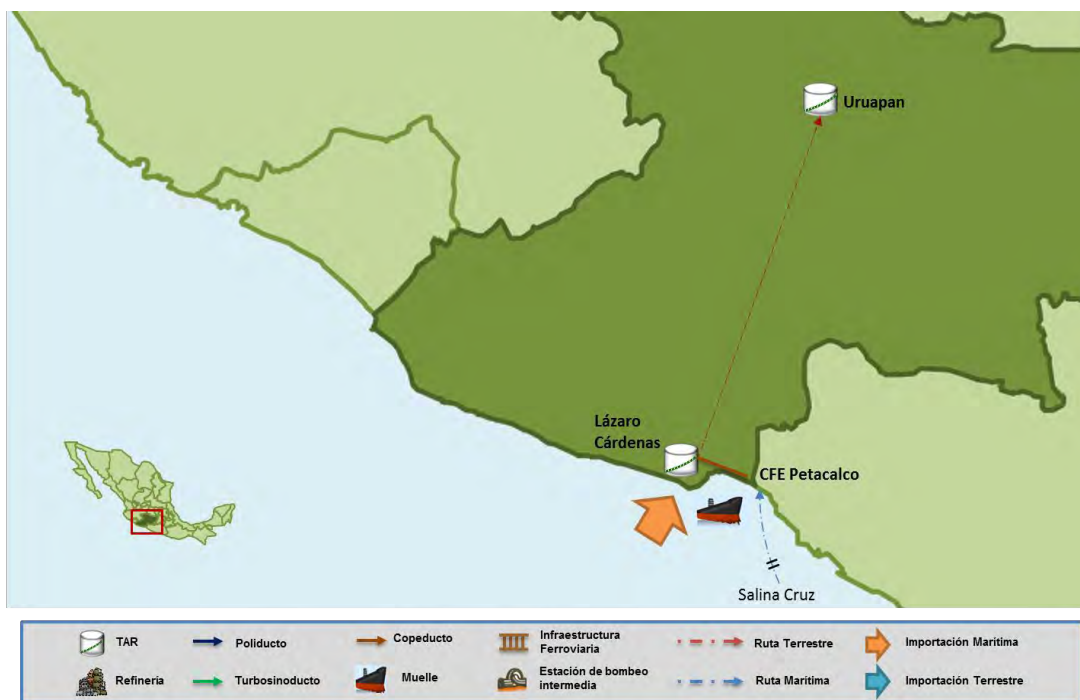 Uruapan
Lázaro
Cárdenas
CFE Petacalco
Salina Cruz
TAR
Poliducto
Copeducto
Infraestructura
Ferroviaria
Ruta Terrestre
Importación Marítima
Refinería
Turbosinoducto
Muelle
Estación de bombeo
intermedia
Ruta Marítima
Importación Terrestre